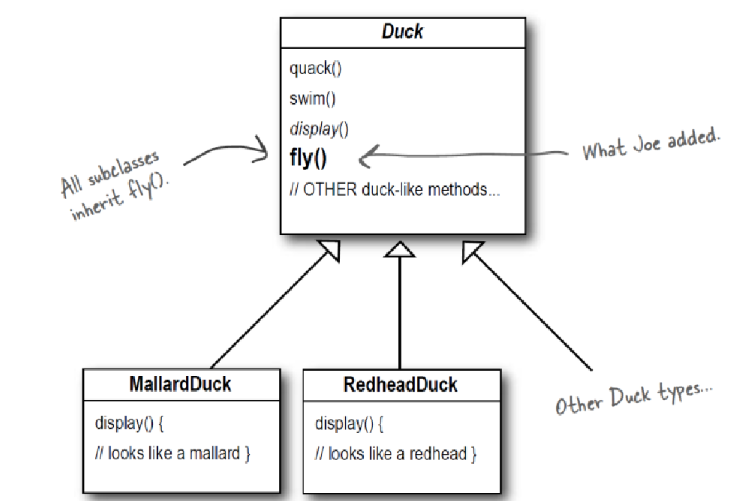 Duck
quack()
swim()
display()
fly()
// OTHER duck-like methods...
All subclasses
inherit fly().
What Joe added.
MallardDuck
display() {
// looks like a mallard }
RedheadDuck
display() {
// looks like a redhead }
Other Duck types...